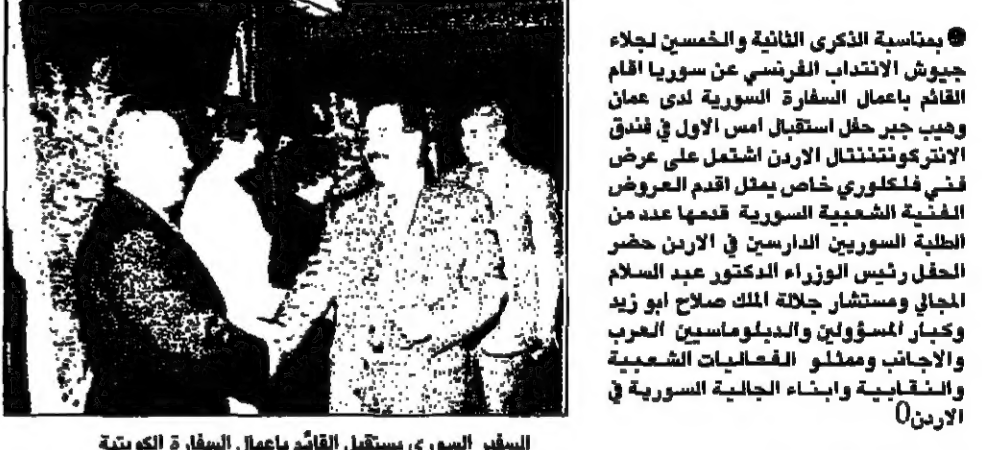 ● بمناسبة الذكرى الثانية والخمسين لجلاء
جيوش الانتداب الفرنسي عن سوريا اقام
القائم باعمال السفارة السورية لدى عمان
وهيب جبر حفل استقبال امس الاول في فندق
الانتركونتننتال الاردن اشتمل على عرض
فني فلكلوري خاص يمثل اقدم العروض
الفنية الشعبية السورية قدمها عدد من
الطلبة السوريين الدارسين في الاردن حضر
الحفل رئيس الوزراء الدكتور عبد السلام
المجالي ومستشار جلالة الملك صلاح ابو زيد
وكبار المسؤولين والدبلوماسيين العرب
والاجانب وممثلو الفعاليات الشعبية
والنقابية وابناء الجالية السورية في
الاردن0
السفير السوري يستقبل القائم باعمال السفارة الكويتية